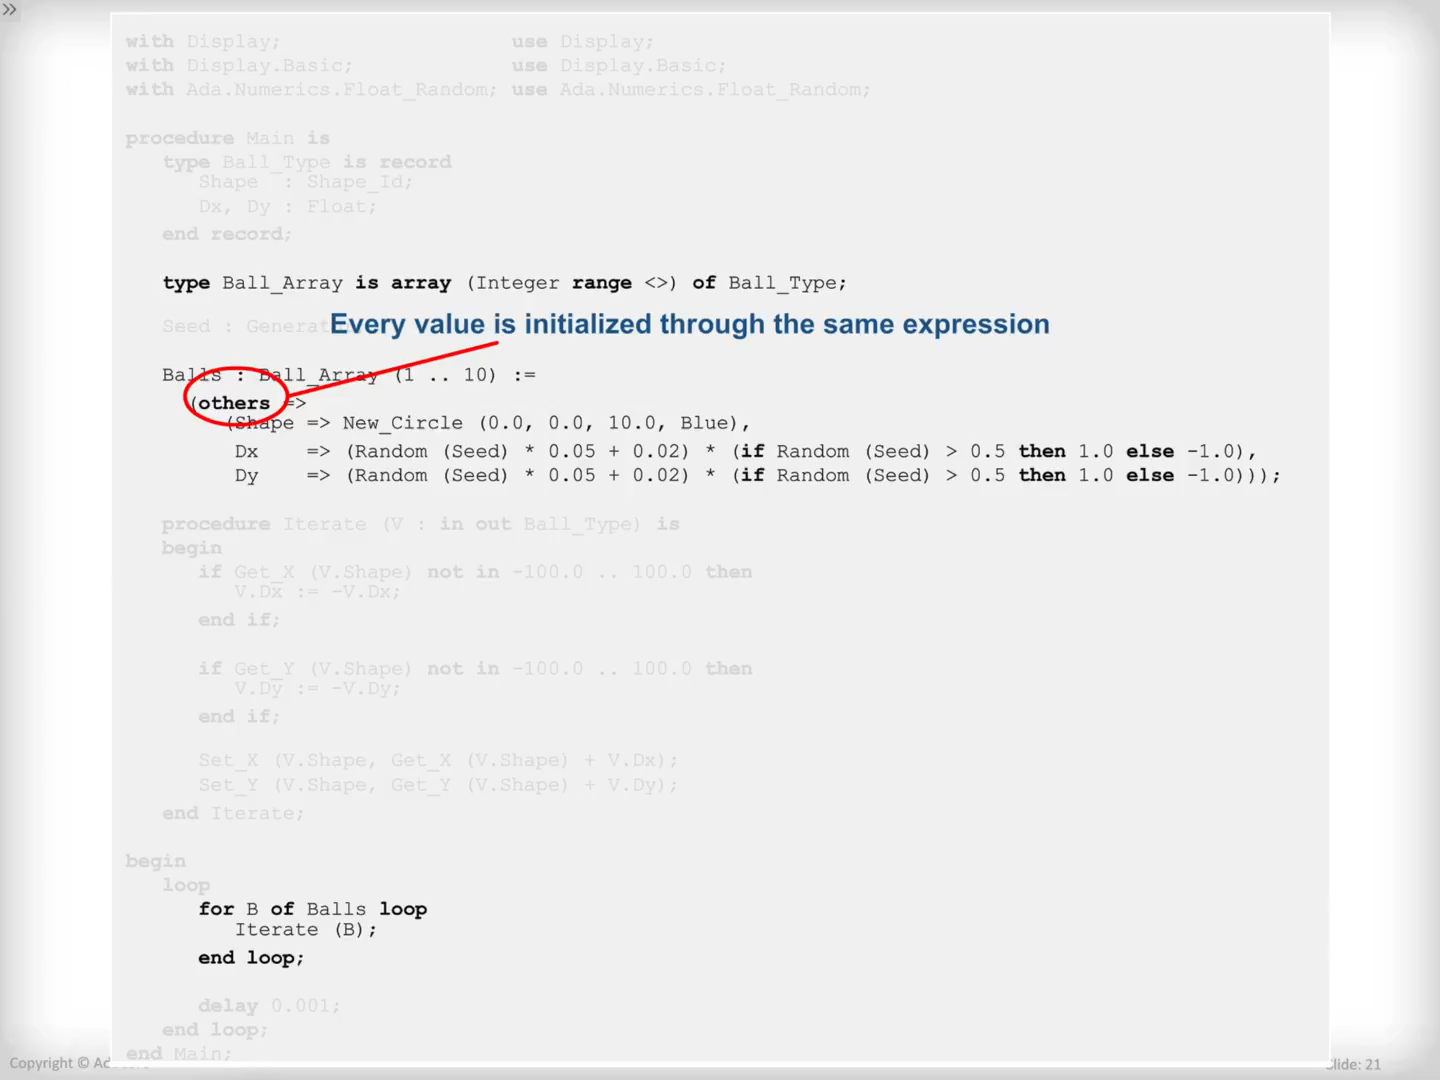 »
with Display; use Display;
with Display.Basic; use Display.Basic;
with Ada.Numerics.Float_Random; use Ada.Numerics.Float_Random;
procedure Main is
type Ball_Type is record
Shape : Shape_Id;
Dx, Dy : Float;
end record;
type Ball_Array is array (Integer range <>) of Ball_Type;
Seed :
Every value is initialized through the same expression
Balls : Ball_Array (1 .. 10) :=
(others =>
(Shape => New_Circle (0.0, 0.0, 10.0, Blue),
Dx => (Random (Seed) * 0.05 + 0.02) * (if Random (Seed) > 0.5 then 1.0 else -1.0),
Dy => (Random (Seed) * 0.05 + 0.02) * (if Random (Seed) > 0.5 then 1.0 else -1.0)));
procedure Iterate (V : in out Ball_Type) is
begin
if Get_X (V.Shape) not in -100.0 .. 100.0 then
V.Dx := -V.Dx;
end if;
if Get_Y (V.Shape) not in -100.0 .. 100.0 then
V.Dy := -V.Dy;
end if;
Set_X (V.Shape, Get_X (V.Shape) + V.Dx);
Set_Y (V.Shape, Get_Y (V.Shape) + V.Dy);
end Iterate;
begin
loop
for B of Balls loop
Iterate (B);
end loop;
delay 0.001;
end loop;
end Main;
Copyright ©
Slide: 21